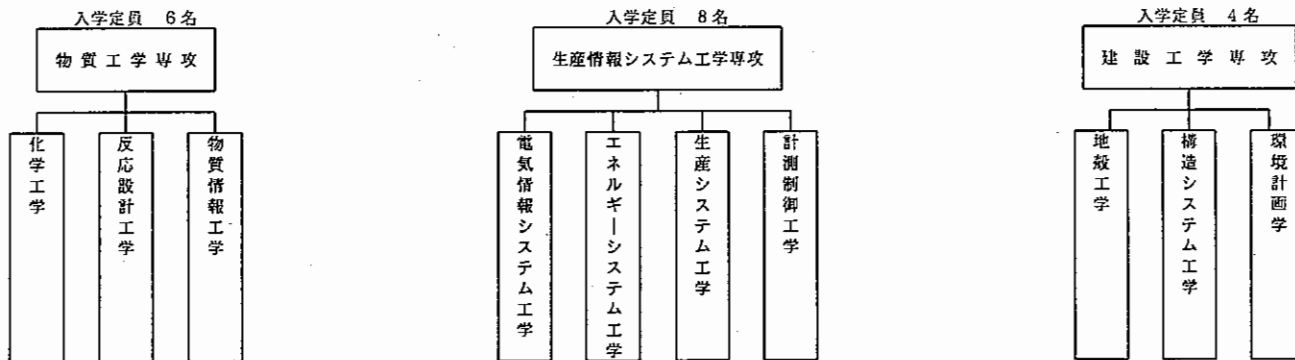 入学定員 6名
物質工学専攻
化学工学
反応設計工学
物質情報工学
入学定員 8名
生産情報システム工学専攻
電気情報システム工学
エネルギーシステム工学
生産システム工学
計測制御工学
入学定員 4名
建設工学専攻
地殻工学
構造システム工学
環境計画学